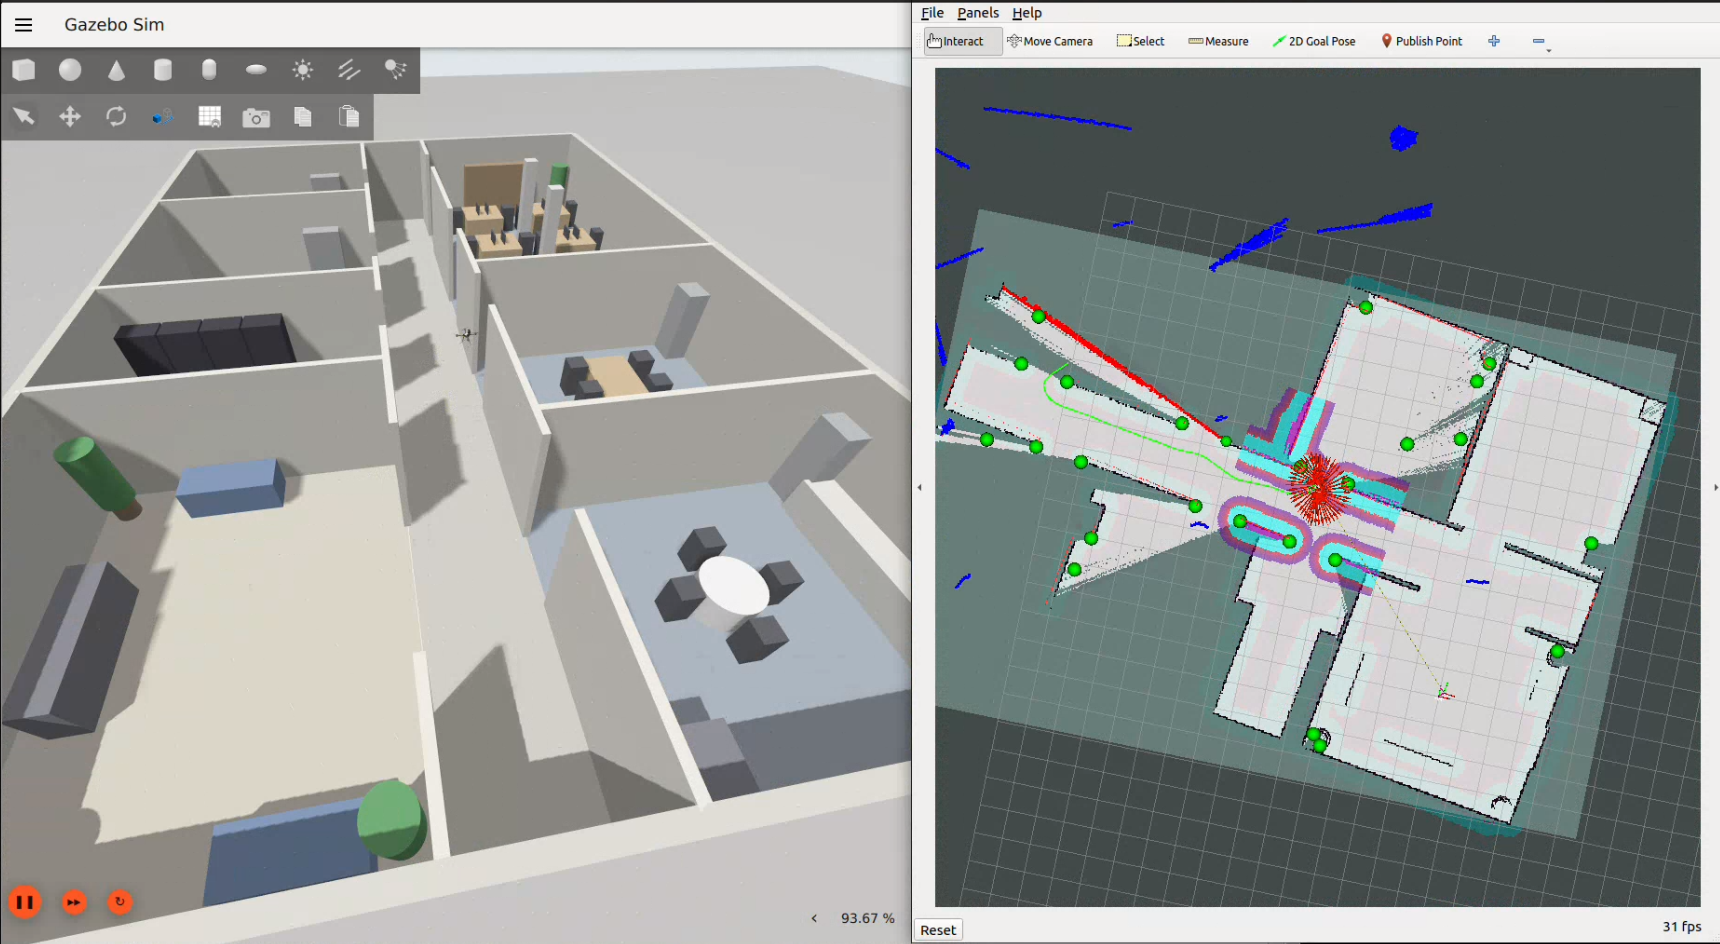 Gazebo Sim
93.67 %
File Panels Help
Interact Move Camera Select Measure 2D Goal Pose Publish Point
Reset
31 fps